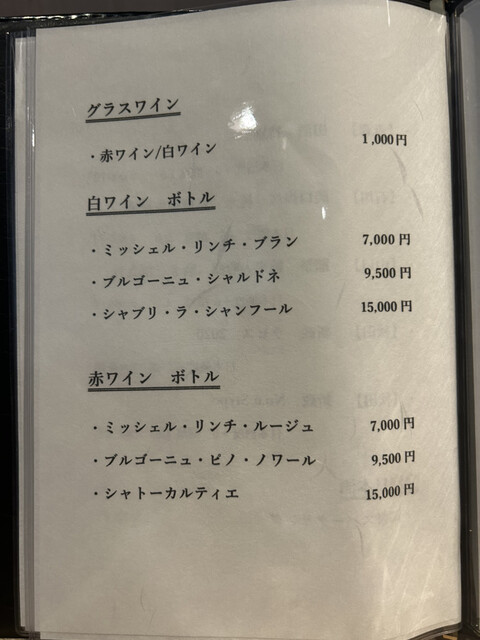 グラスワイン
・赤ワイン/白ワイン 1,000円
白ワイン ボトル
・ミッシェル・リンチ・ブラン 7,000円
・ブルゴーニュ・シャルドネ 9,500円
・シャブリ・ラ・シャンフール 15,000円
赤ワイン ボトル
・ミッシェル・リンチ・ルージュ 7,000円
・ブルゴーニュ・ピノ・ノワール 9,500円
・シャトーカルティエ 15,000円